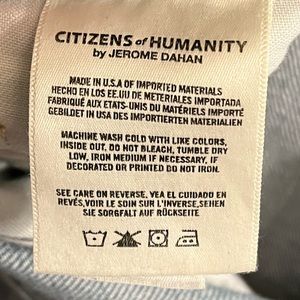 CITIZENS of HUMANITY
by JEROME DAHAN
MADE IN U.S.A OF IMPORTED MATERIALS
HECHO EN LOS EE.UU DE METERIALES IMPORTADA
FABRIQUÉ AUX ETATS-UNIS DU MATÉRIELS IMPORTÉ
GEBILDET IN USA DES IMPORTIERTEN MATERIALIEN
MACHINE WASH COLD WITH LIKE COLORS,
INSIDE OUT, DO NOT BLEACH, TUMBLE DRY
LOW, IRON MEDIUM IF NECESSARY, IF
DECORATED OR PRINTED DO NOT IRON.
SEE CARE ON REVERSE, VEA EL CUIDADO EN
REVÉS, VOIR LE SOIN SUR L'INVERSE, SEHEN
SIE SORGFALT AUF RÜCKSEITE